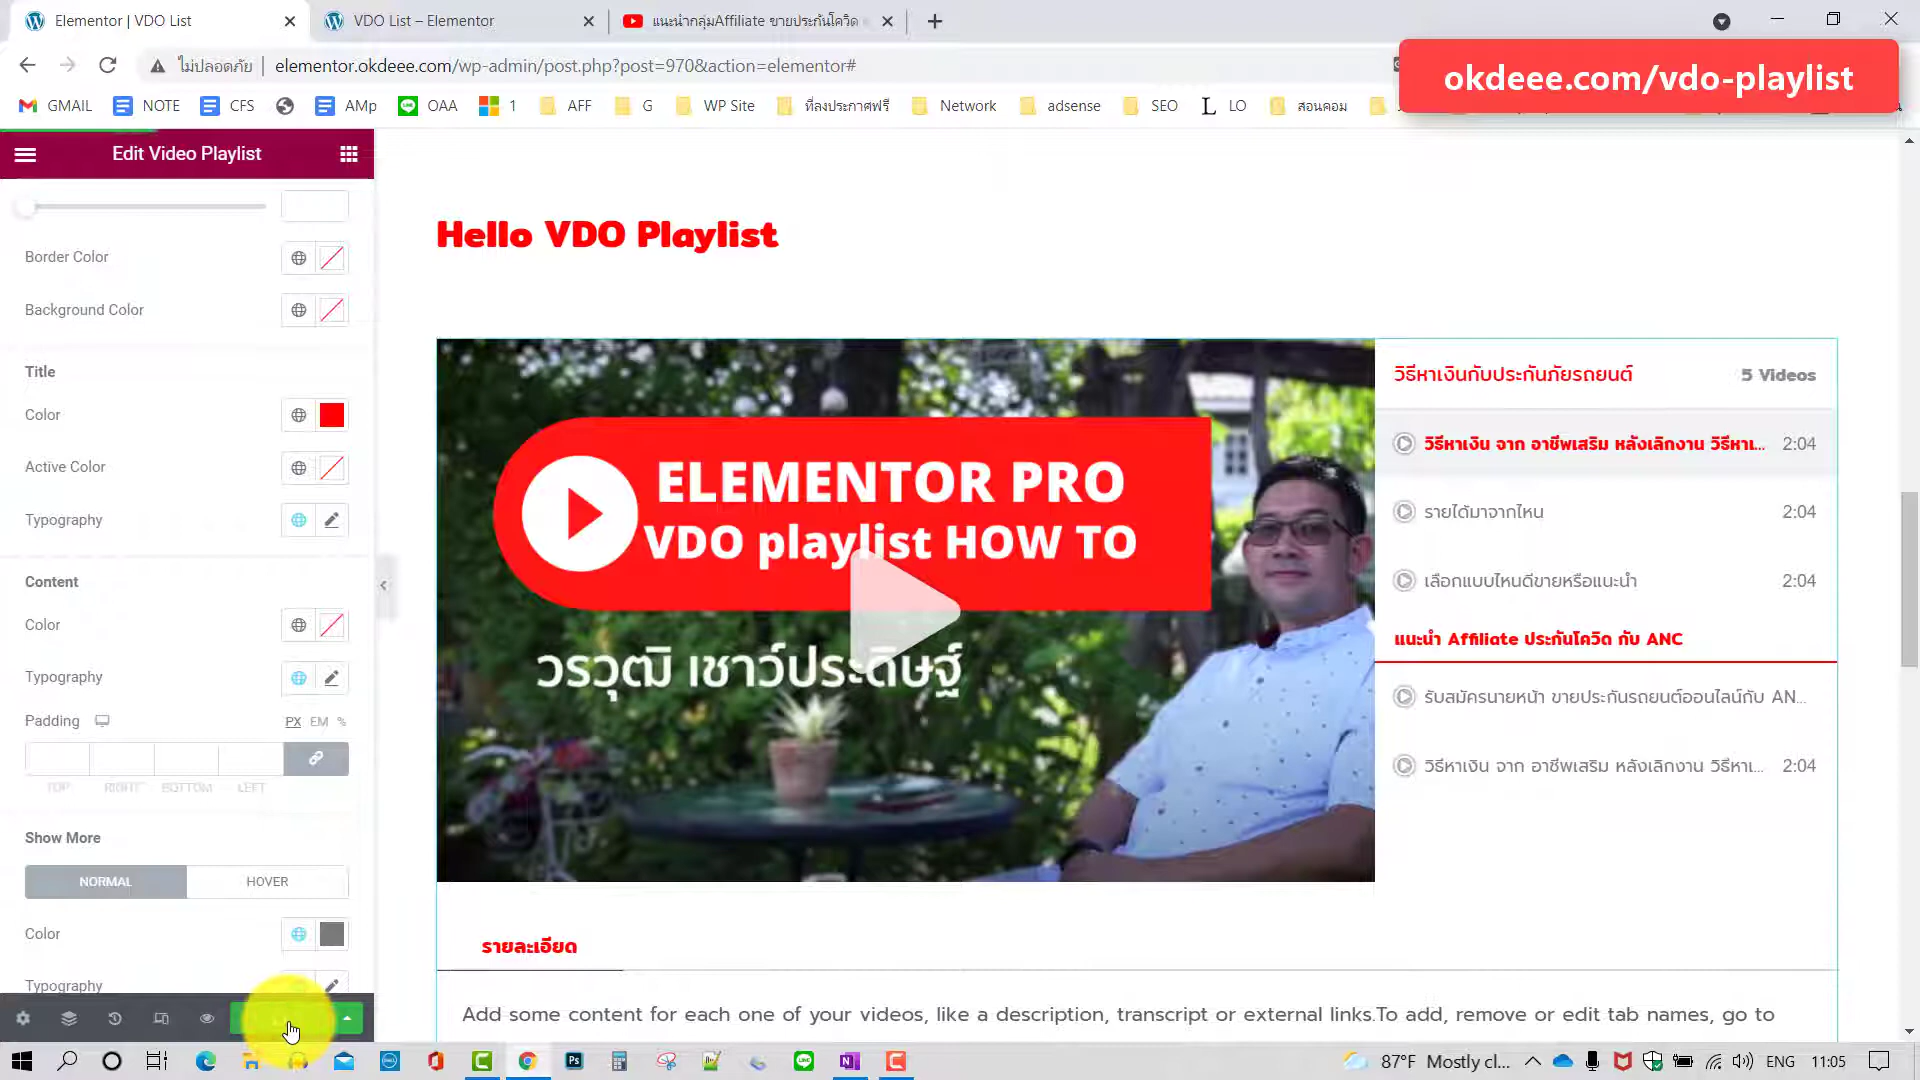 Elementor | VDO List
VDO List – Elementor
แนะนำกลุ่มAffiliate ขายประกันโควิด
ไม่ปลอดภัย
elementor.okdeee.com/wp-admin/post.php?post=970&action=elementor#
okdeee.com/vdo-playlist
GMAIL
NOTE
CFS
AMp
OAA
1
AFF
G
WP Site
ที่ลงประกาศฟรี
Network
adsense
SEO
LO
สอนคอม
Edit Video Playlist
Border Color
Background Color
Title
Color
Active Color
Typography
Content
Color
Typography
Padding
PX EM %
TOP RIGHT BOTTOM LEFT
Show More
NORMAL
HOVER
Color
Typography
Hello VDO Playlist
ELEMENTOR PRO
VDO playlist HOW TO
วรวุฒิ เชาว์ประดิษฐ์
วิธีหาเงินกับประกันภัยรถยนต์
5 Videos
วิธีหาเงิน จาก อาชีพเสริม หลังเลิกงาน วิธีหาเ... 2:04
รายได้มาจากไหน 2:04
เลือกแบบไหนดีขายหรือแนะนำ 2:04
แนะนำ Affiliate ประกันโควิด กับ ANC
รับสมัครนายหน้า ขายประกันรถยนต์ออนไลน์กับ AN...
วิธีหาเงิน จาก อาชีพเสริม หลังเลิกงาน วิธีหาเ... 2:04
รายละเอียด
Add some content for each one of your videos, like a description, transcript or external links.To add, remove or edit tab names, go to
87°F Mostly cl...
ENG
11:05